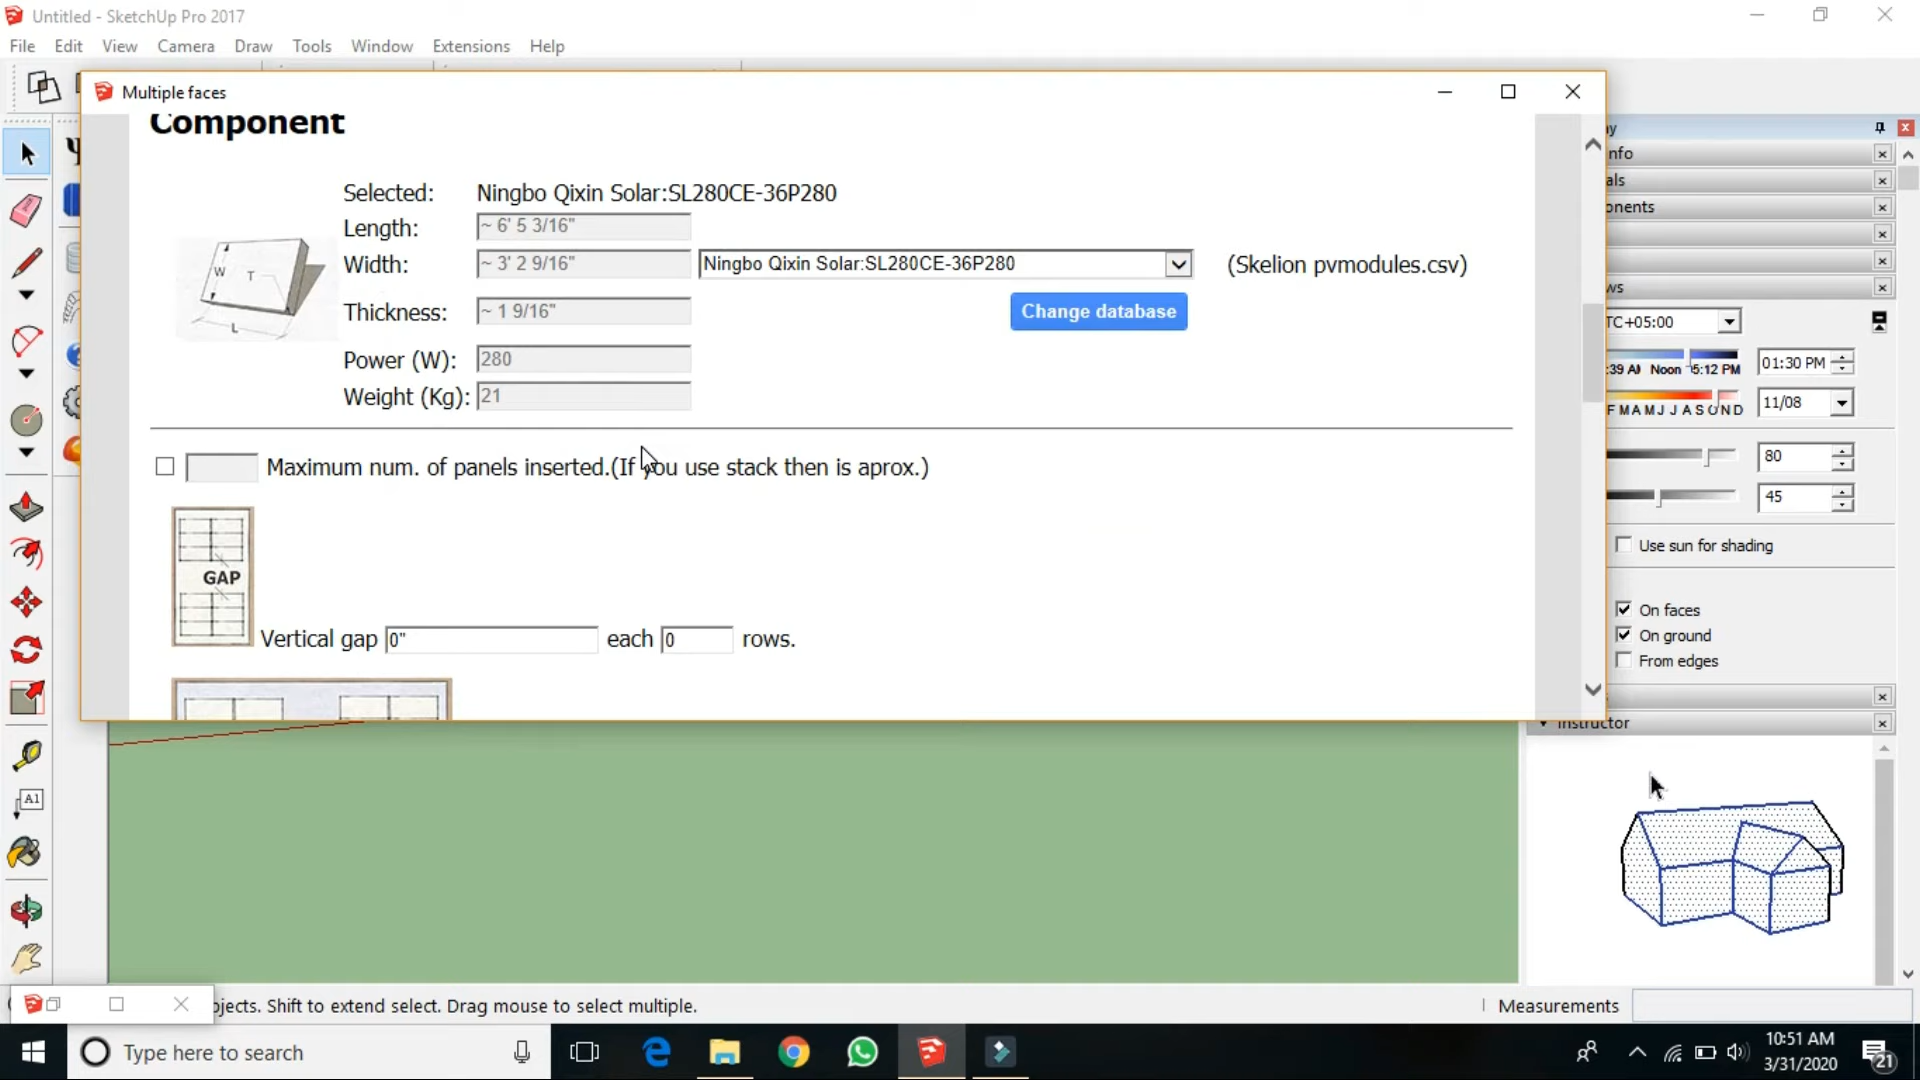 Untitled - SketchUp Pro 2017
File Edit View Camera Draw Tools Window Extensions Help
Multiple faces
Component
Selected: Ningbo Qixin Solar:SL280CE-36P280
Length: ~ 6' 5 3/16"
Width: ~ 3' 2 9/16" Ningbo Qixin Solar:SL280CE-36P280 (Skelion pvmodules.csv)
W T L
Thickness: ~ 1 9/16" Change database
Power (W): 280
Weight (Kg): 21
Maximum num. of panels inserted.(If you use stack then is aprox.)
GAP
Vertical gap 0" each 0 rows.
ay
nfo
als
onents
ws
TC+05:00
:39 AM Noon 05:12 PM 01:30 PM
F M A M J J A S O N D 11/08
80
45
Use sun for shading
On faces
On ground
From edges
Instructor
A1
bjects. Shift to extend select. Drag mouse to select multiple.
Measurements
Type here to search
10:51 AM
3/31/2020
21